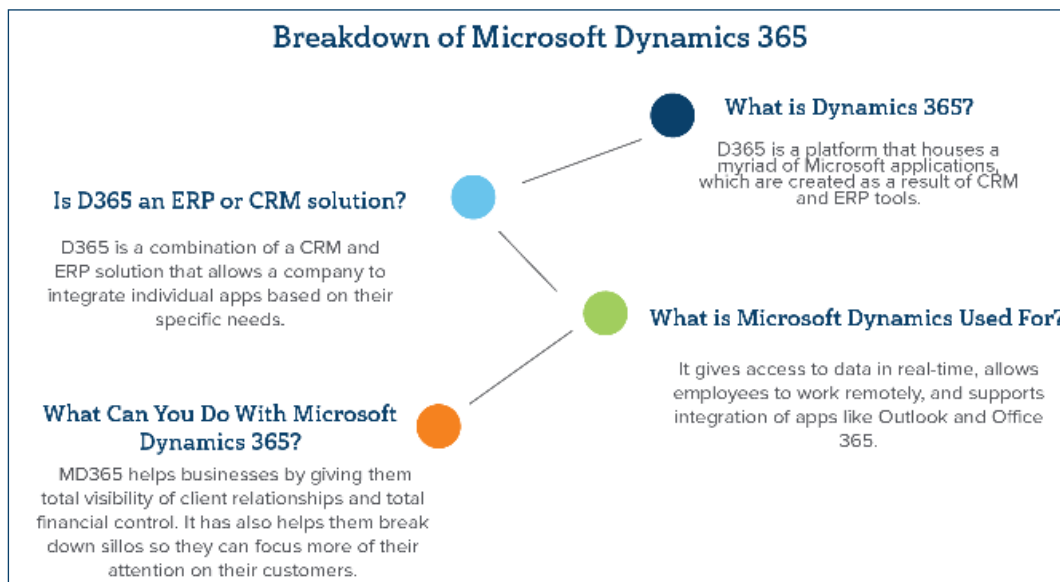 Breakdown of Microsoft Dynamics 365
What is Dynamics 365?
D365 is a platform that houses a
myriad of Microsoft applications,
which are created as a result of CRM
and ERP tools.
Is D365 an ERP or CRM solution?
D365 is a combination of a CRM and
ERP solution that allows a company to
integrate individual apps based on their
specific needs.
What is Microsoft Dynamics Used For?
It gives access to data in real-time, allows
employees to work remotely, and supports
integration of apps like Outlook and Office
365.
What Can You Do With Microsoft
Dynamics 365?
MD365 helps businesses by giving them
total visibility of client relationships and total
financial control. It has also helps them break
down sillos so they can focus more of their
attention on their customers.